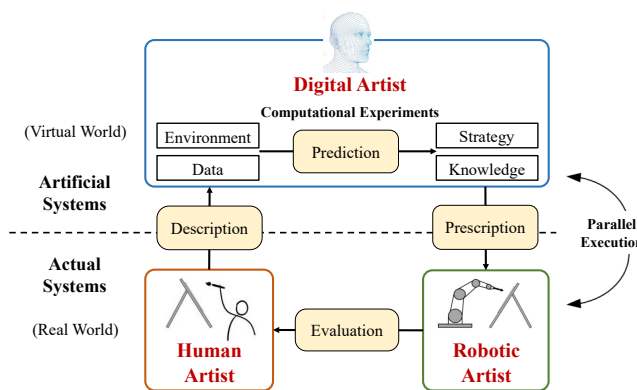 Digital Artist
Computational Experiments
(Virtual World)
Environment
Strategy
Prediction
Data
Knowledge
Artificial
Systems
Description
Prescription
Parallel
Execution
Actual
Systems
(Real World)
Evaluation
Human
Artist
Robotic
Artist